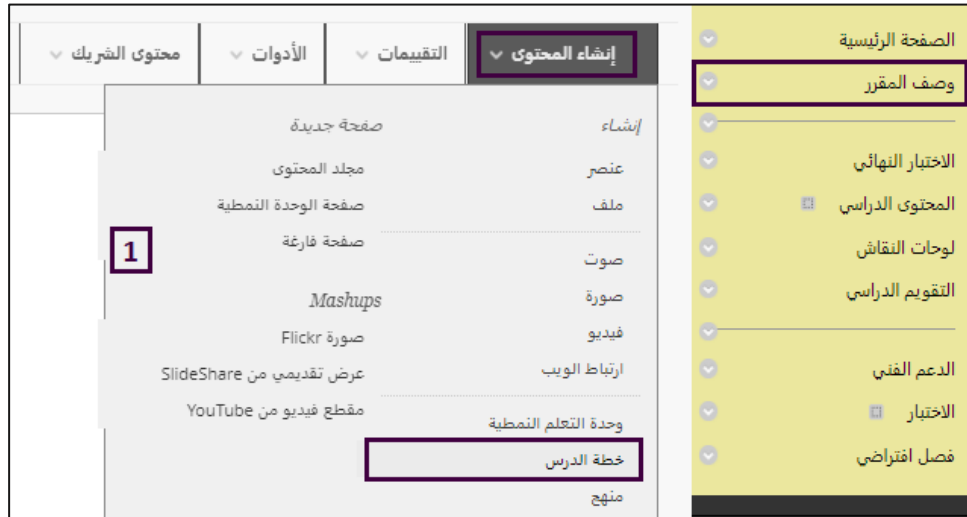 الصفحة الرئيسية
وصف المقرر
الاختبار النهائي
المحتوى الدراسي
لوحات النقاش
التقويم الدراسي
الدعم الفني
الاختبار
فصل افتراضي
إنشاء المحتوى
التقييمات
الأدوات
محتوى الشريك
إنشاء
عنصر
ملف
صوت
صورة
فيديو
ارتباط الويب
وحدة التعلم النمطية
خطة الدرس
منهج
صفحة جديدة
مجلد المحتوى
صفحة الوحدة النمطية
صفحة فارغة
Mashups
صورة Flickr
عرض تقديمي من SlideShare
مقطع فيديو من YouTube
1